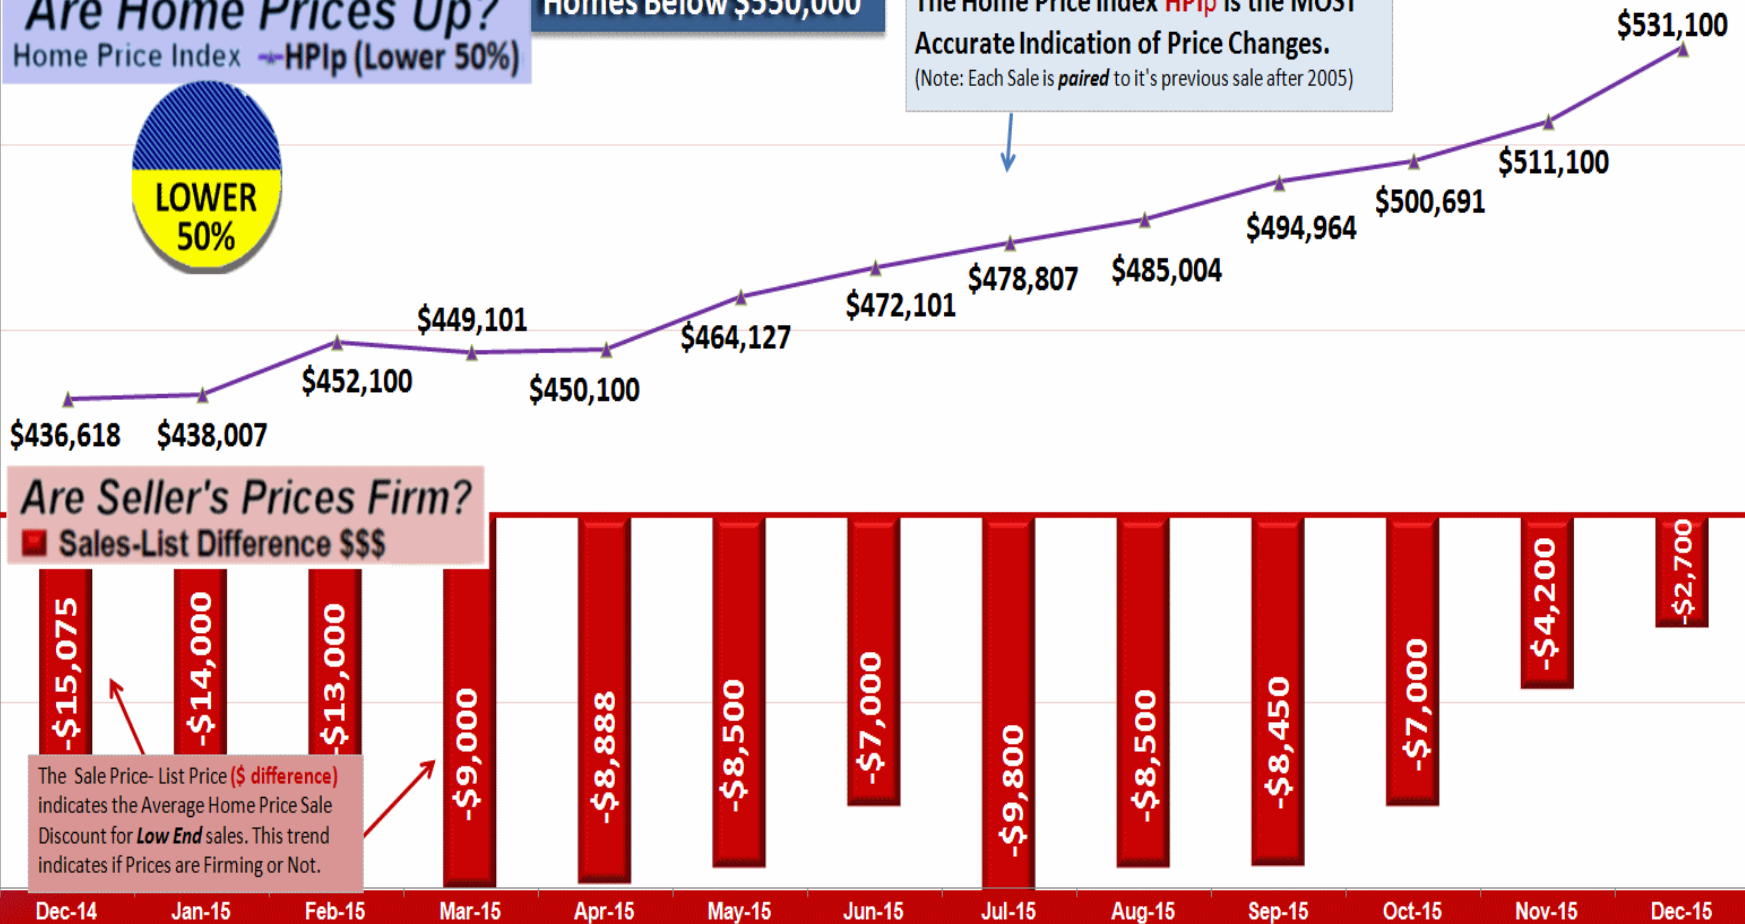 Are Home Prices Up?
Home Price Index HPIp (Lower 50%)
Homes Below $550,000
The Home Price Index HPIp is the MOST
Accurate Indication of Price Changes.
(Note: Each Sale is paired to it's previous sale after 2005)
LOWER
50%
$436,618
$438,007
$452,100
$449,101
$450,100
$464,127
$472,101
$478,807
$485,004
$494,964
$500,691
$511,100
$531,100
Are Seller's Prices Firm?
Sales-List Difference $$$
-$15,075
-$14,000
-$13,000
-$9,000
-$8,888
-$8,500
-$7,000
-$9,800
-$8,500
-$8,450
-$7,000
-$4,200
-$2,700
The Sale Price- List Price ($ difference)
indicates the Average Home Price Sale
Discount for Low End sales. This trend
indicates if Prices are Firming or Not.
Dec-14 Jan-15 Feb-15 Mar-15 Apr-15 May-15 Jun-15 Jul-15 Aug-15 Sep-15 Oct-15 Nov-15 Dec-15